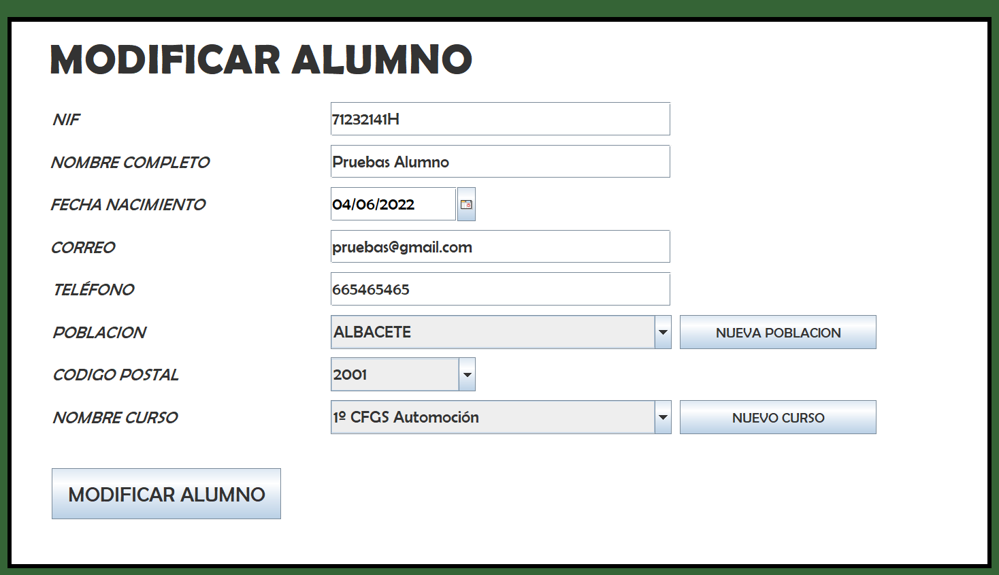 MODIFICAR ALUMNO
NIF 71232141H
NOMBRE COMPLETO Pruebas Alumno
FECHA NACIMIENTO 04/06/2022
CORREO pruebas@gmail.com
TELÉFONO 665465465
POBLACION ALBACETE NUEVA POBLACION
CODIGO POSTAL 2001
NOMBRE CURSO 1º CFGS Automoción NUEVO CURSO
MODIFICAR ALUMNO